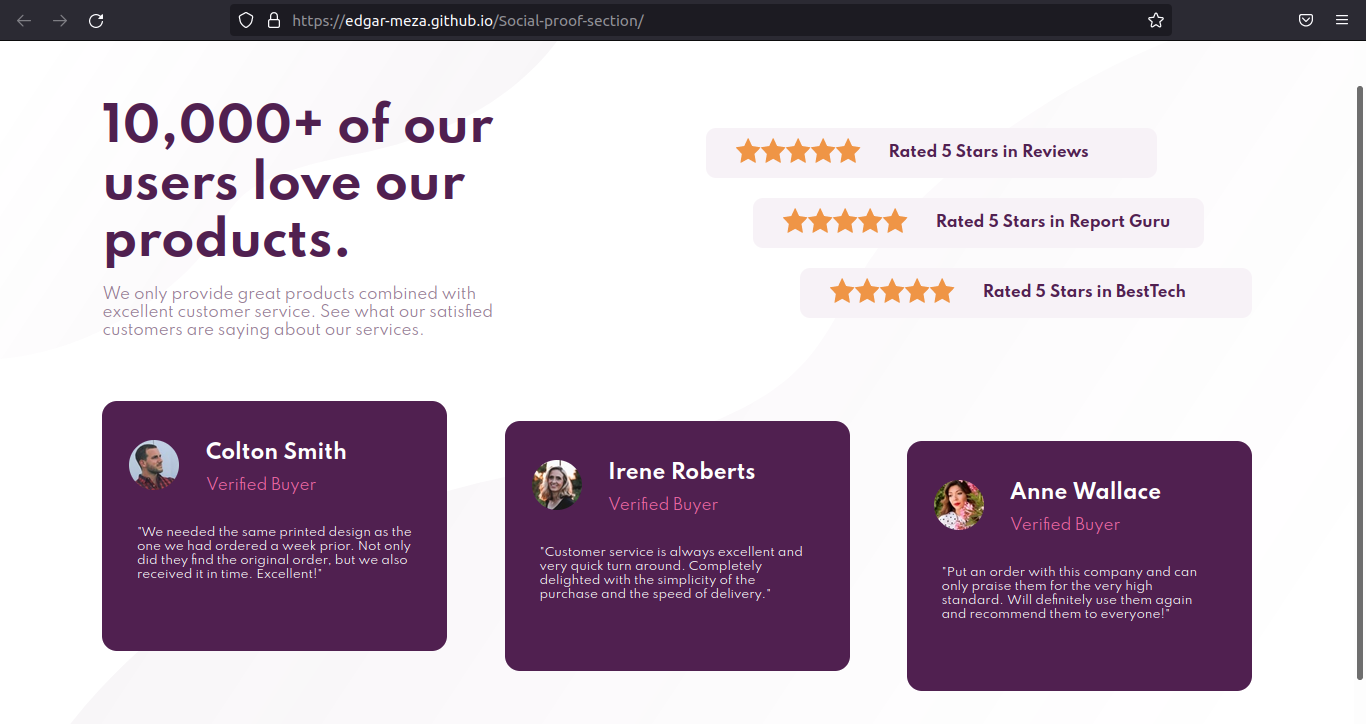 https://edgar-meza.github.io/Social-proof-section/
10,000+ of our
users love our
products.
We only provide great products combined with
excellent customer service. See what our satisfied
customers are saying about our services.
Rated 5 Stars in Reviews
Rated 5 Stars in Report Guru
Rated 5 Stars in BestTech
Colton Smith
Verified Buyer
"We needed the same printed design as the
one we had ordered a week prior. Not only
did they find the original order, but we also
received it in time. Excellent!"
Irene Roberts
Verified Buyer
"Customer service is always excellent and
very quick turn around. Completely
delighted with the simplicity of the
purchase and the speed of delivery."
Anne Wallace
Verified Buyer
"Put an order with this company and can
only praise them for the very high
standard. Will definitely use them again
and recommend them to everyone!"